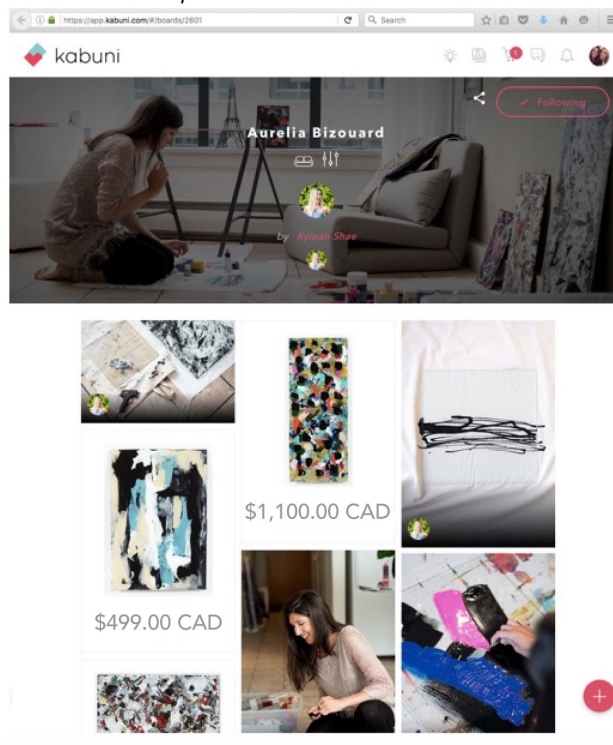 https://app.kabuni.com/#/boards/2601
Search
kabuni
1
Following
Aurelia Bizouard
by Ryleah Shae
$1,100.00 CAD
$499.00 CAD